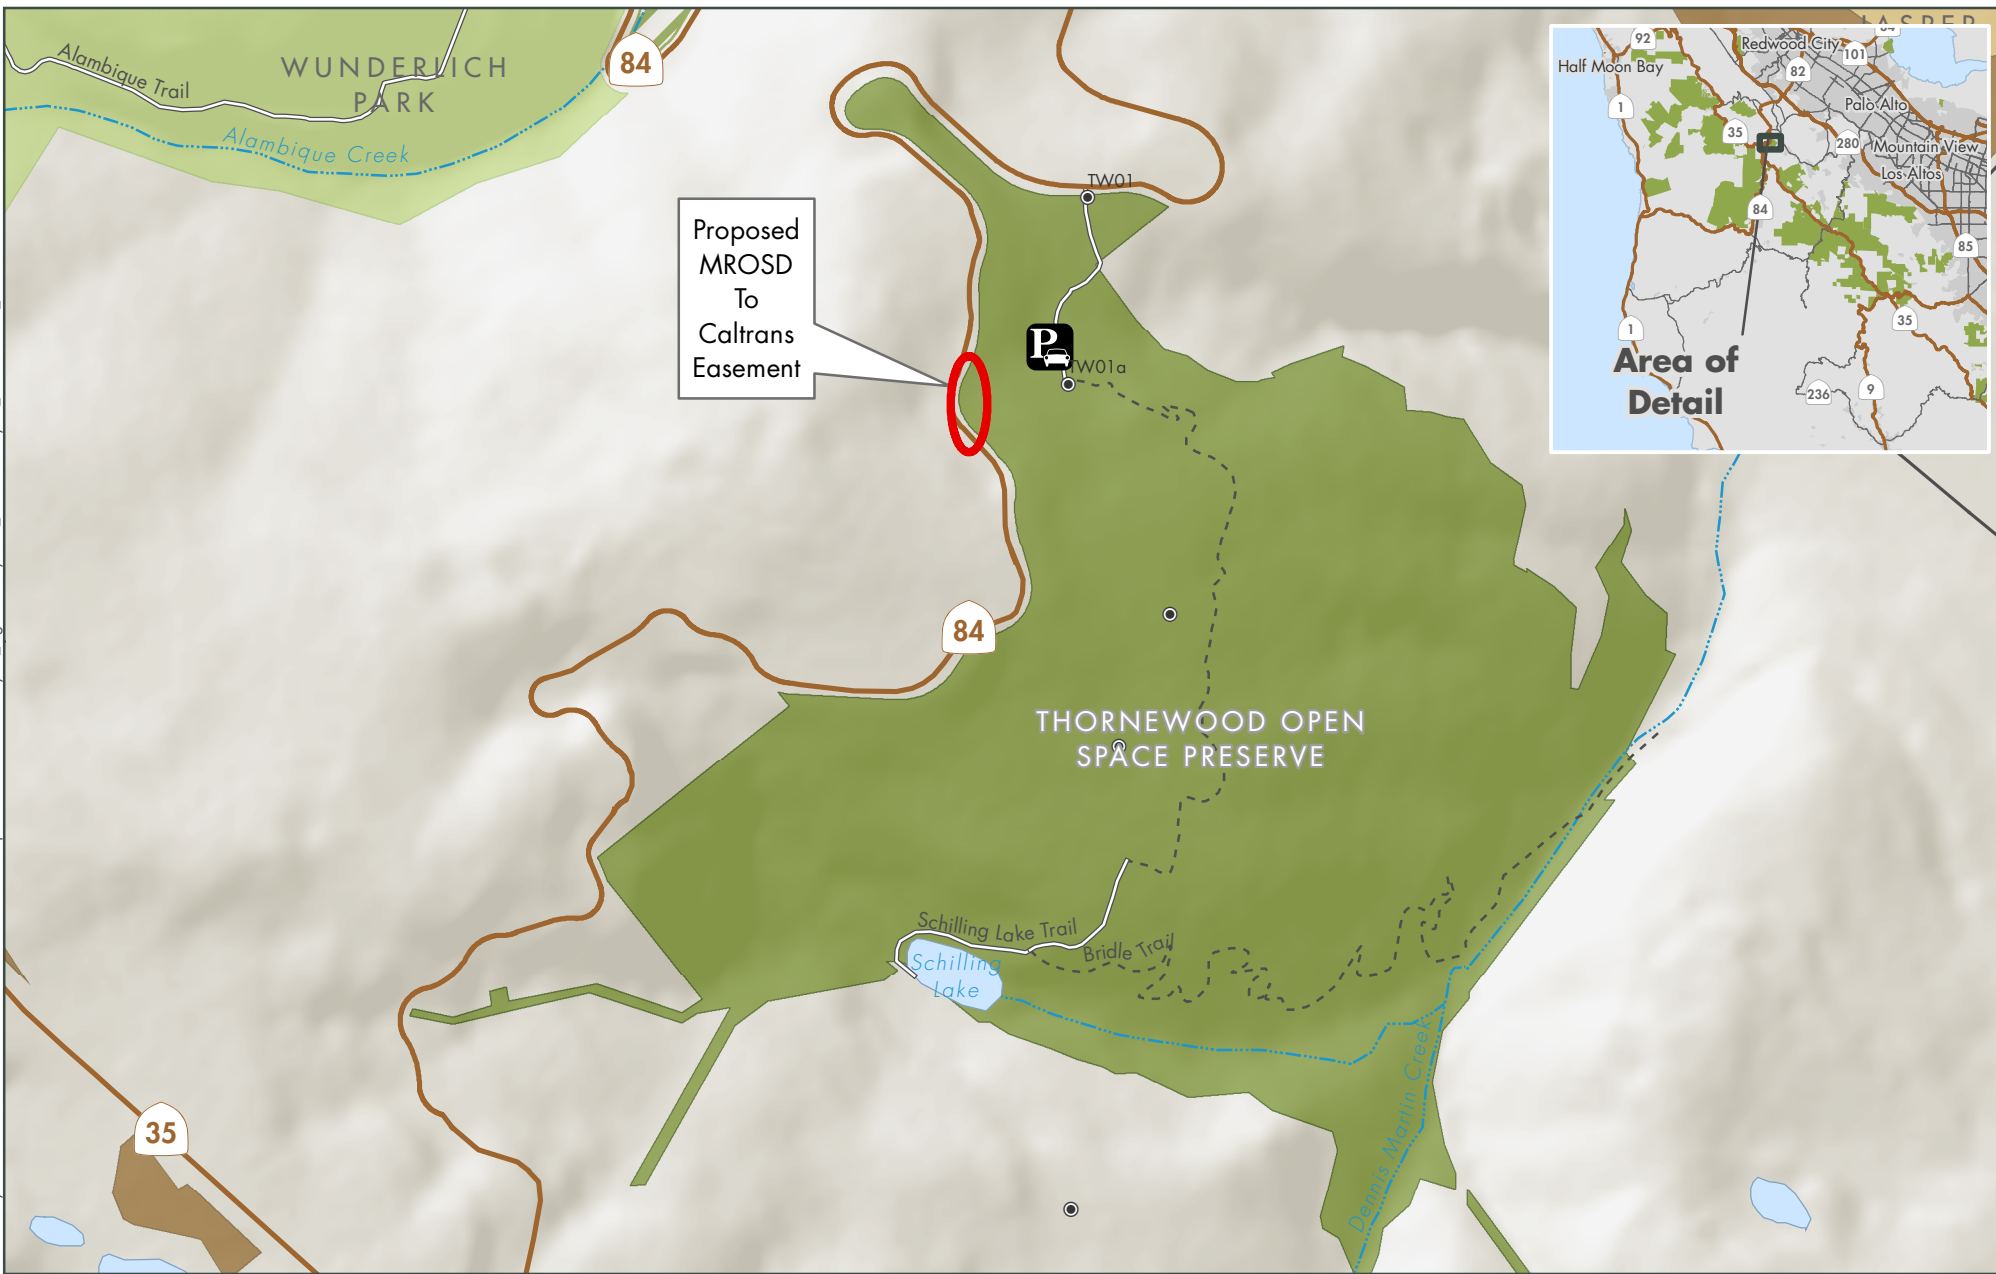 Alambique Trail
WUNDERLICH
PARK
Alambique Creek
84
Proposed
MROSD
To
Caltrans
Easement
TW01
P
TW01a
84
THORNEWOOD OPEN
SPACE PRESERVE
Schilling Lake Trail
Bridle Trail
Schilling
Lake
Dennis Martin Creek
35
JASPER
92
Redwood City
101
84
Half Moon Bay
82
1
Palo Alto
35
280
Mountain View
Los Altos
84
85
1
35
Area of
Detail
236
9